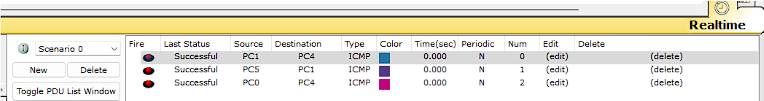 Realtime
Fire Last Status Source Destination Type Color Time(sec) Periodic Num Edit Delete
Scenario 0
Successful PC1 PC4 ICMP 0.000 N 0 (edit) (delete)
New Delete
Successful PC5 PC1 ICMP 0.000 N 1 (edit) (delete)
Successful PC0 PC4 ICMP 0.000 N 2 (edit) (delete)
Toggle PDU List Window